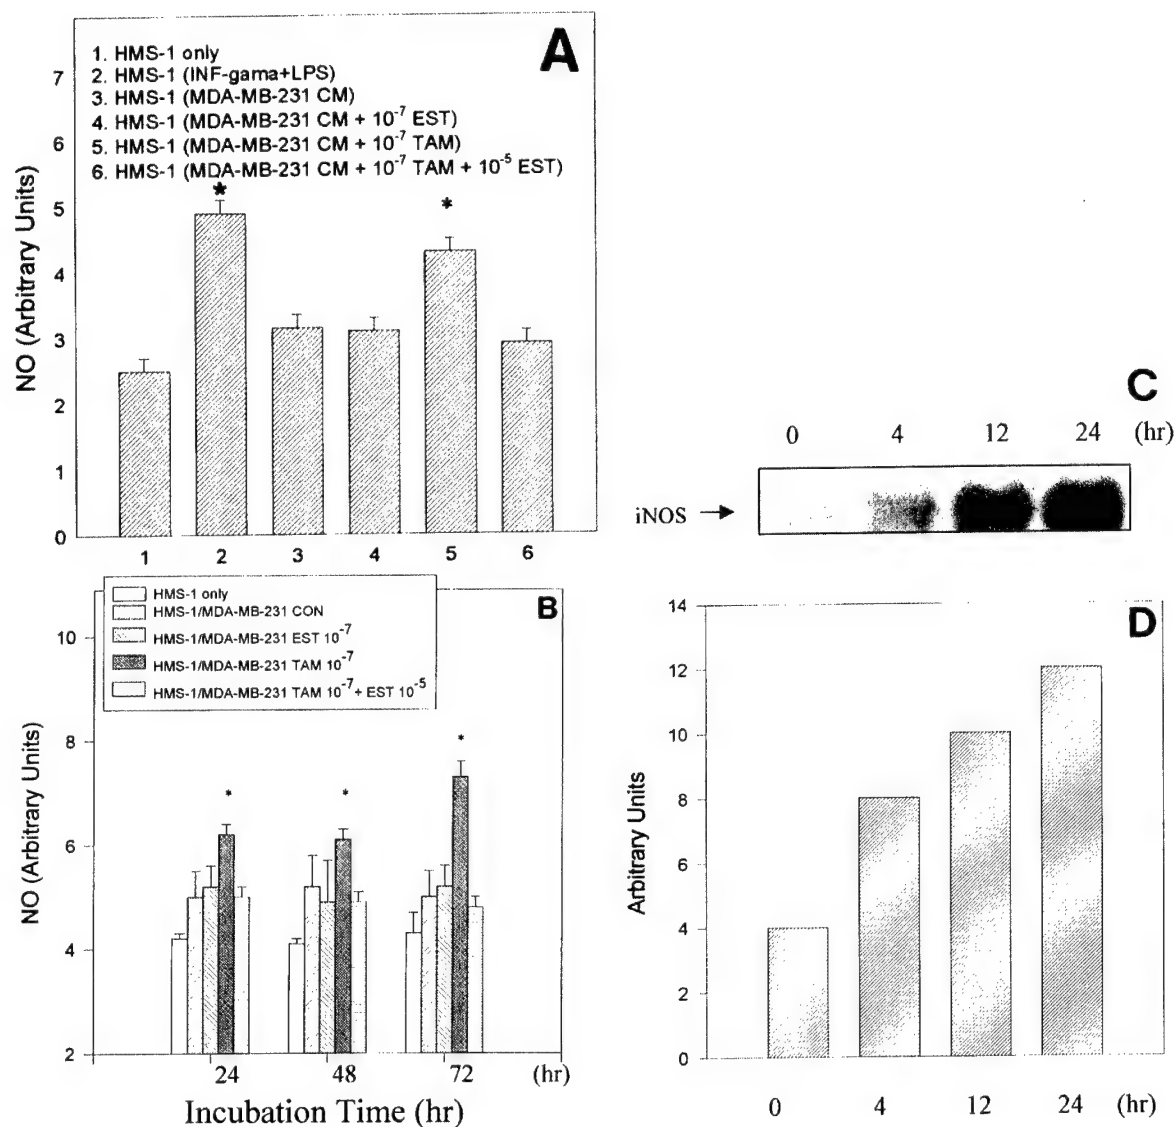 A
1. HMS-1 only
2. HMS-1 (INF-gama+LPS)
3. HMS-1 (MDA-MB-231 CM)
4. HMS-1 (MDA-MB-231 CM + 10⁻⁷ EST)
5. HMS-1 (MDA-MB-231 CM + 10⁻⁷ TAM)
6. HMS-1 (MDA-MB-231 CM + 10⁻⁷ TAM + 10⁻⁵ EST)
NO (Arbitrary Units)
7
6
5
4
3
2
1
0
* *
1 2 3 4 5 6
B
HMS-1 only
HMS-1/MDA-MB-231 CON
HMS-1/MDA-MB-231 EST 10⁻⁷
HMS-1/MDA-MB-231 TAM 10⁻⁷
HMS-1/MDA-MB-231 TAM 10⁻⁷ + EST 10⁻⁵
NO (Arbitrary Units)
10
8
6
4
2
* * *
24 48 72 (hr)
Incubation Time (hr)
C
0 4 12 24 (hr)
iNOS →
D
Arbitrary Units
14
12
10
8
6
4
2
0
0 4 12 24 (hr)